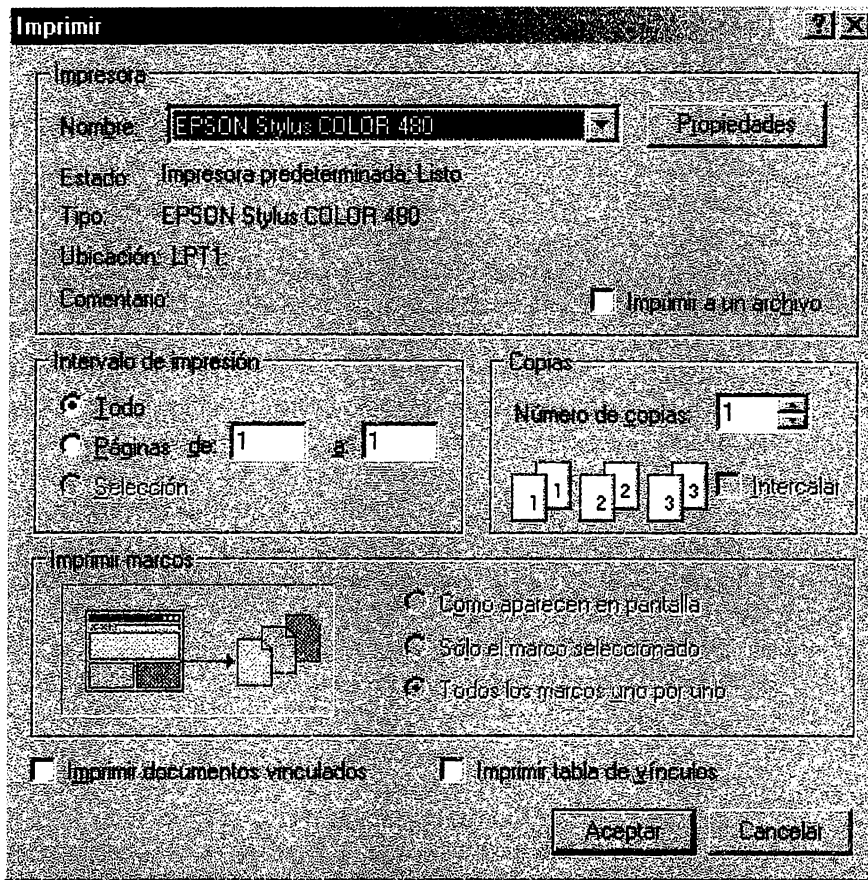 Imprimir
Impresora
Nombre: EPSON Stylus COLOR 480 Propiedades
Estado: Impresora predeterminada; Listo
Tipo: EPSON Stylus COLOR 480
Ubicación: LPT1:
Comentario: Imprimir a un archivo
Intervalo de impresión
Todo
Páginas de: 1 a: 1
Selección
Copias
Número de copias: 1
1 1 2 2 3 3 Intercalar
Imprimir marcos
Como aparecen en pantalla
Sólo el marco seleccionado
Todos los marcos uno por uno
Imprimir documentos vinculados Imprimir tabla de vínculos
Aceptar Cancelar